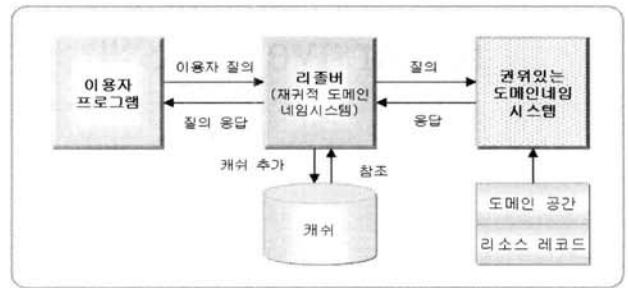 이용자
프로그램
이용자 질의
질의 응답
리졸버
(재귀적 도메인
네임시스템)
질의
응답
권위있는
도메인네임
시스템
캐쉬 추가
참조
캐쉬
도메인 공간
리소스 레코드